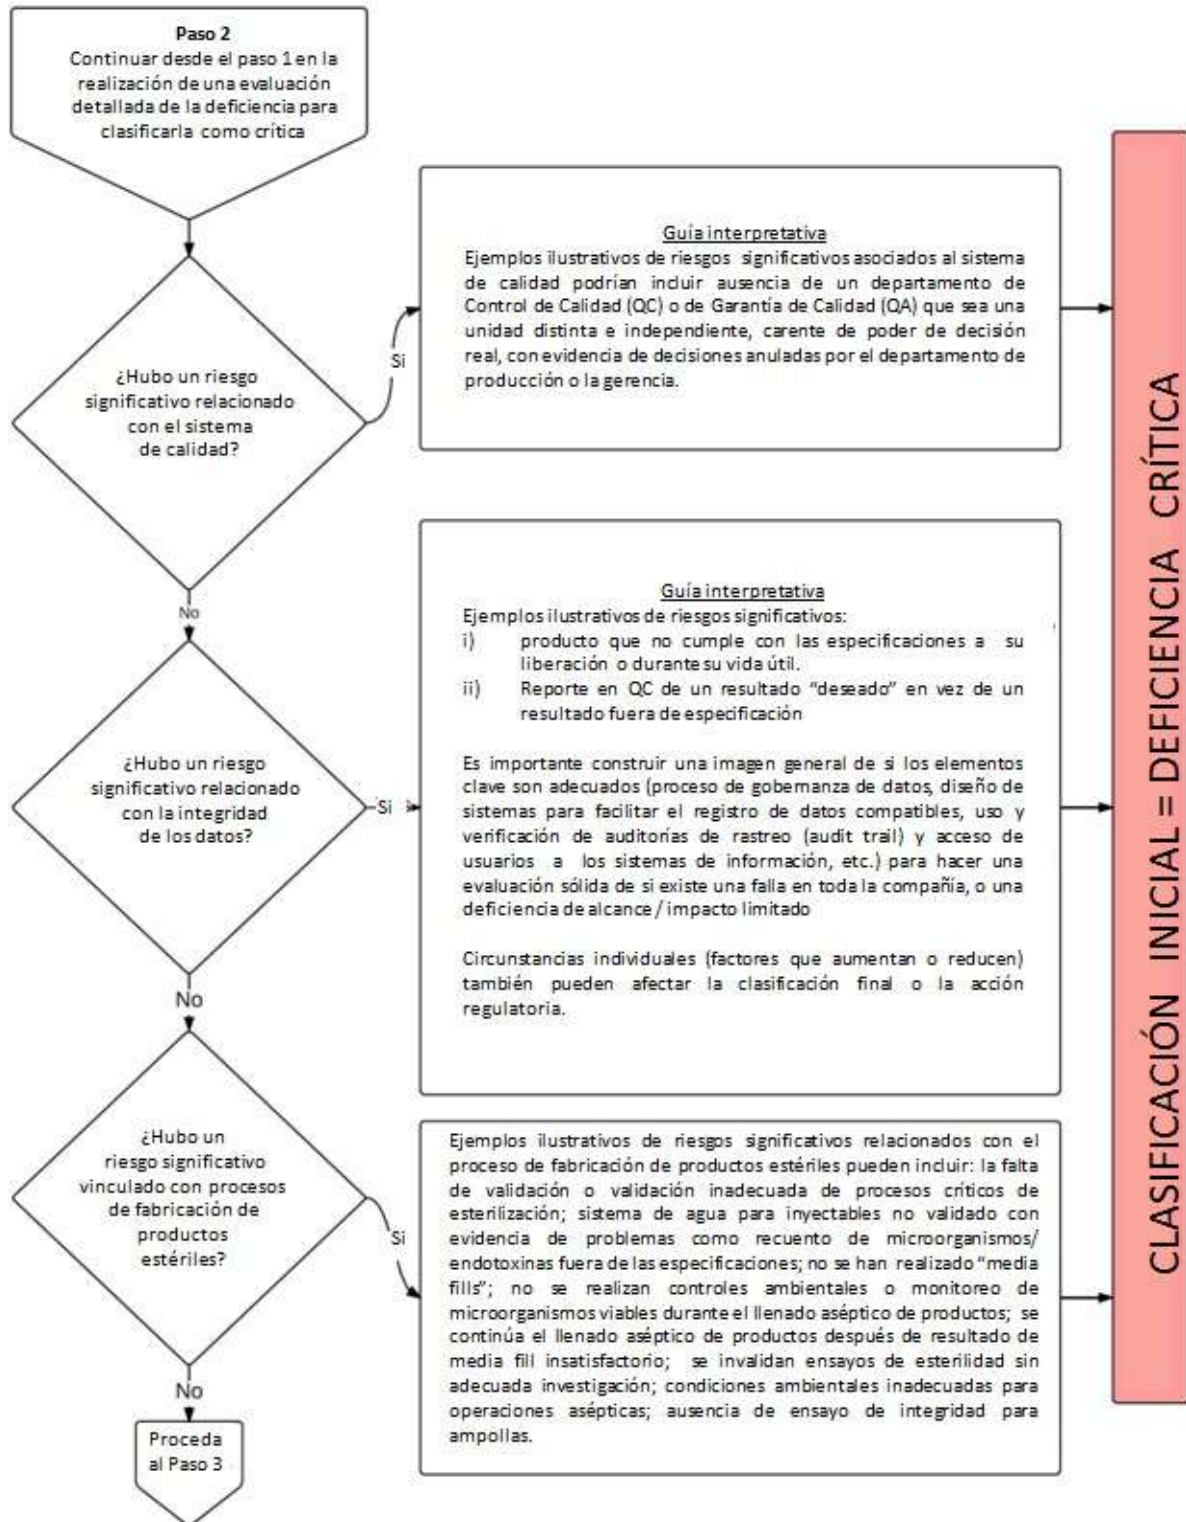 Paso 2
Continuar desde el paso 1 en la
realización de una evaluación
detallada de la deficiencia para
clasificarla como crítica
Guía interpretativa
Ejemplos ilustrativos de riesgos significativos asociados al sistema
de calidad podrían incluir ausencia de un departamento de
Control de Calidad (QC) o de Garantía de Calidad (QA) que sea una
unidad distinta e independiente, carente de poder de decisión
real, con evidencia de decisiones anuladas por el departamento de
producción o la gerencia.
Si
¿Hubo un riesgo
significativo relacionado
con el sistema
de calidad?
No
Guía interpretativa
Ejemplos ilustrativos de riesgos significativos:
i) producto que no cumple con las especificaciones a su
liberación o durante su vida útil.
ii) Reporte en QC de un resultado “deseado” en vez de un
resultado fuera de especificación
Es importante construir una imagen general de si los elementos
clave son adecuados (proceso de gobernanza de datos, diseño de
sistemas para facilitar el registro de datos compatibles, uso y
verificación de auditorías de rastreo (audit trail) y acceso de
usuarios a los sistemas de información, etc.) para hacer una
evaluación sólida de si existe una falla en toda la compañía, o una
deficiencia de alcance / impacto limitado
Circunstancias individuales (factores que aumentan o reducen)
también pueden afectar la clasificación final o la acción
regulatoria.
¿Hubo un riesgo
significativo relacionado
con la integridad
de los datos?
Si
No
¿Hubo un
riesgo significativo
vinculado con procesos
de fabricación de
productos
estériles?
Si
Ejemplos ilustrativos de riesgos significativos relacionados con el
proceso de fabricación de productos estériles pueden incluir: la falta
de validación o validación inadecuada de procesos críticos de
esterilización; sistema de agua para inyectables no validado con
evidencia de problemas como recuento de microorganismos/
endotoxinas fuera de las especificaciones; no se han realizado “media
fills”; no se realizan controles ambientales o monitoreo de
microorganismos viables durante el llenado aséptico de productos; se
continúa el llenado aséptico de productos después de resultado de
media fill insatisfactorio; se invalidan ensayos de esterilidad sin
adecuada investigación; condiciones ambientales inadecuadas para
operaciones asépticas; ausencia de ensayo de integridad para
ampollas.
No
Proceda
al Paso 3
CLASIFICACIÓN INICIAL = DEFICIENCIA CRÍTICA